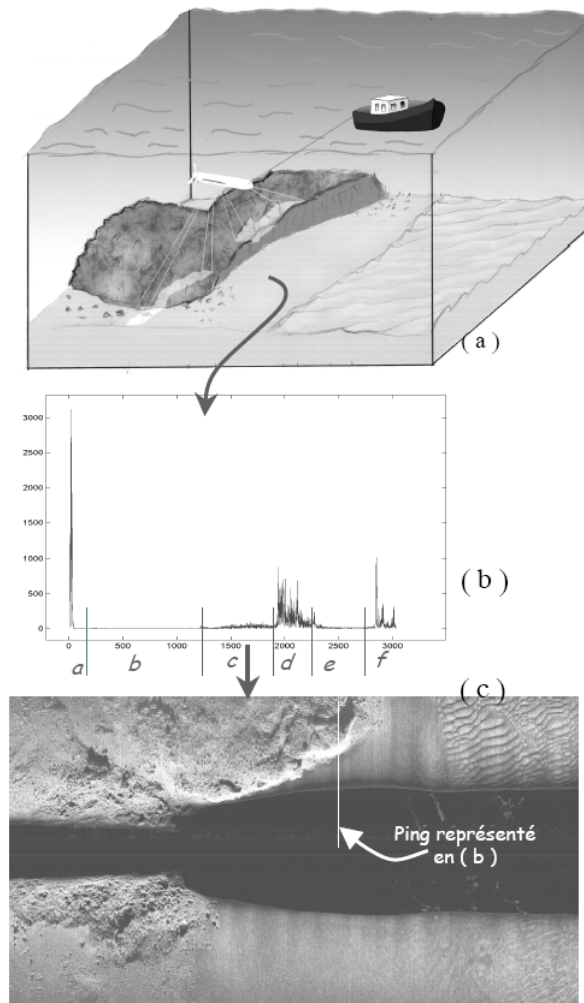 ( a )
3000
2500
2000
1500
1000
500
0
0 500 1000 1500 2000 2500 3000
a b c d e f
( b )
( c )
Ping représenté
en ( b )